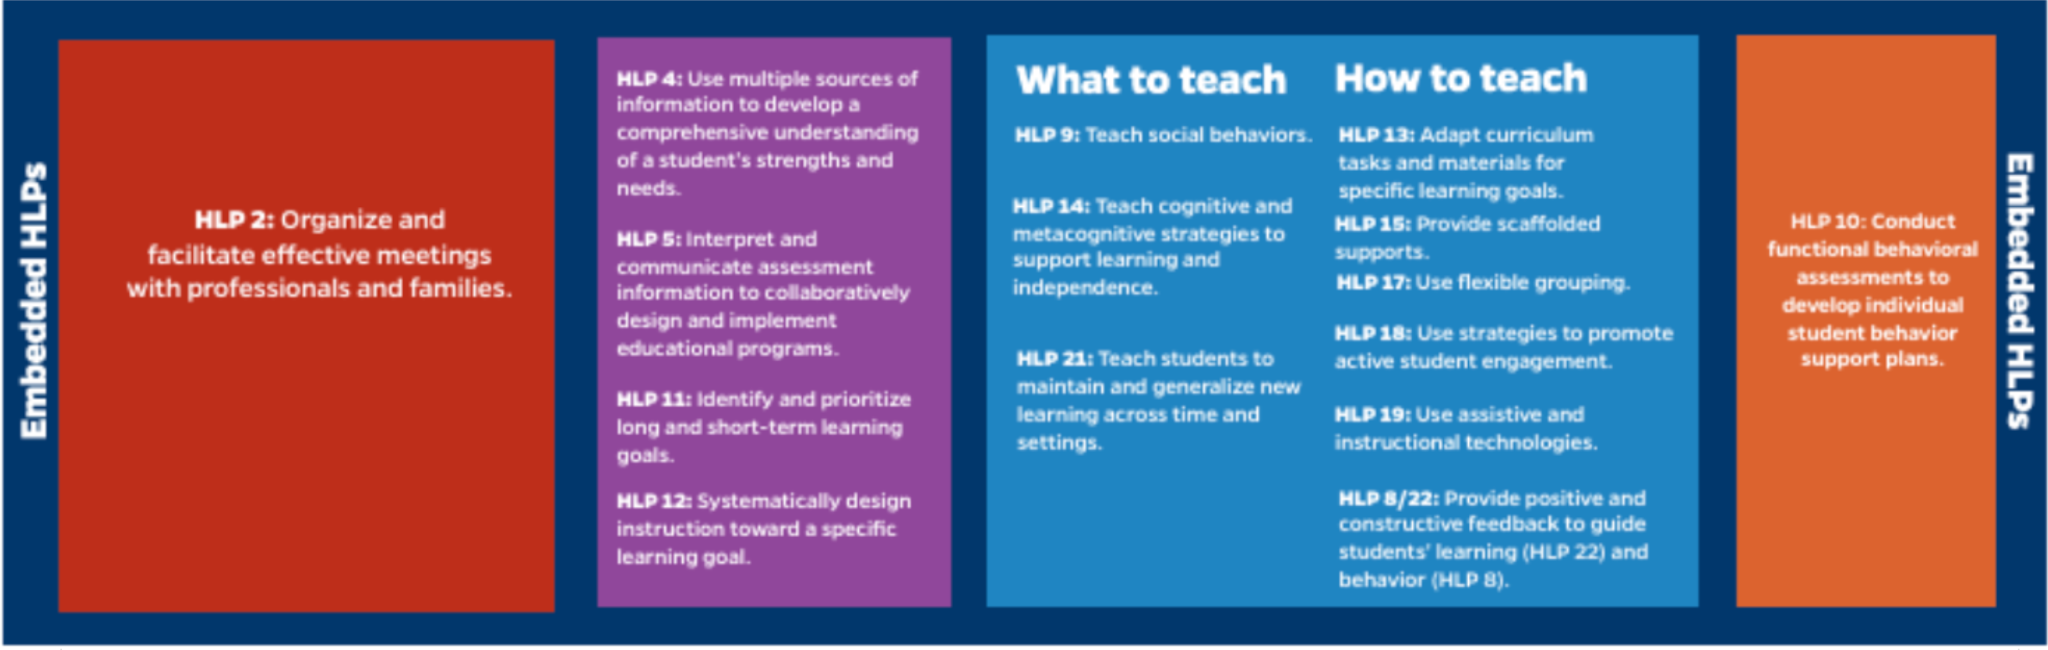 Embedded HLPs
HLP 2: Organize and
facilitate effective meetings
with professionals and families.
HLP 4: Use multiple sources of
information to develop a
comprehensive understanding
of a student's strengths and
needs.
HLP 5: Interpret and
communicate assessment
information to collaboratively
design and implement
educational programs.
HLP 11: Identify and prioritize
long and short-term learning
goals.
HLP 12: Systematically design
instruction toward a specific
learning goal.
What to teach
HLP 9: Teach social behaviors.
HLP 14: Teach cognitive and
metacognitive strategies to
support learning and
independence.
HLP 21: Teach students to
maintain and generalize new
learning across time and
settings.
How to teach
HLP 13: Adapt curriculum
tasks and materials for
specific learning goals.
HLP 15: Provide scaffolded
supports.
HLP 17: Use flexible grouping.
HLP 18: Use strategies to promote
active student engagement.
HLP 19: Use assistive and
instructional technologies.
HLP 8/22: Provide positive and
constructive feedback to guide
students' learning (HLP 22) and
behavior (HLP 8).
HLP 10: Conduct
functional behavioral
assessments to
develop individual
student behavior
support plans.
Embedded HLPs